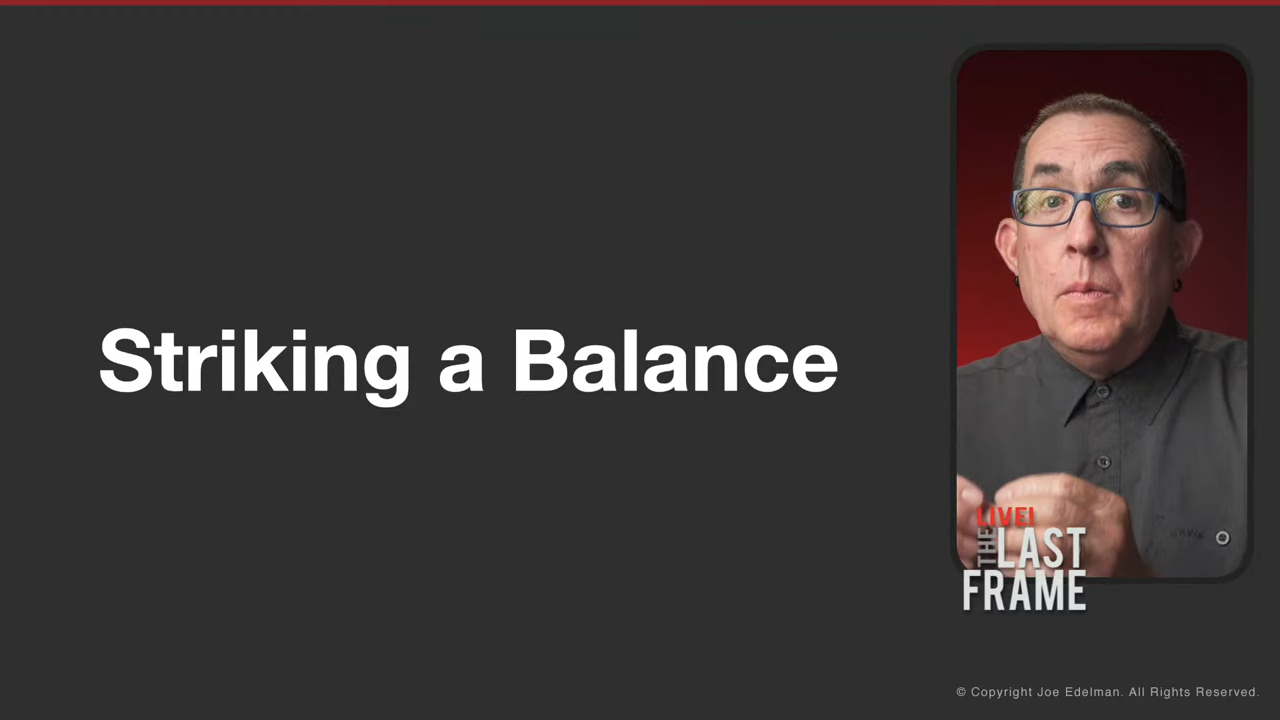 Striking a Balance
LIVE!
THE LAST
FRAME
© Copyright Joe Edelman. All Rights Reserved.